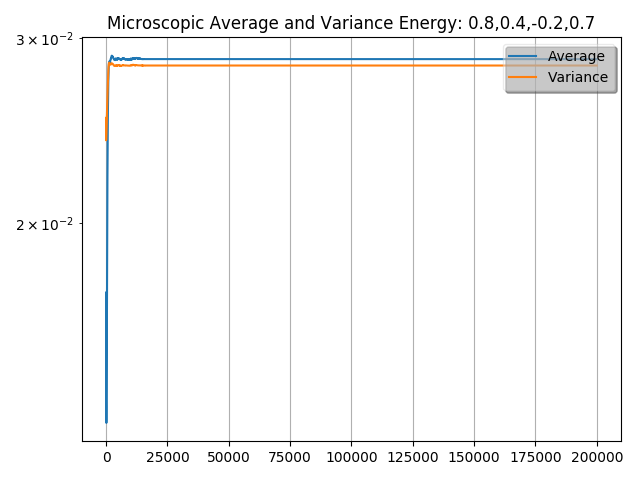 Microscopic Average and Variance Energy: 0.8,0.4,-0.2,0.7
3 × 10⁻²
2 × 10⁻²
Average
Variance
0 25000 50000 75000 100000 125000 150000 175000 200000